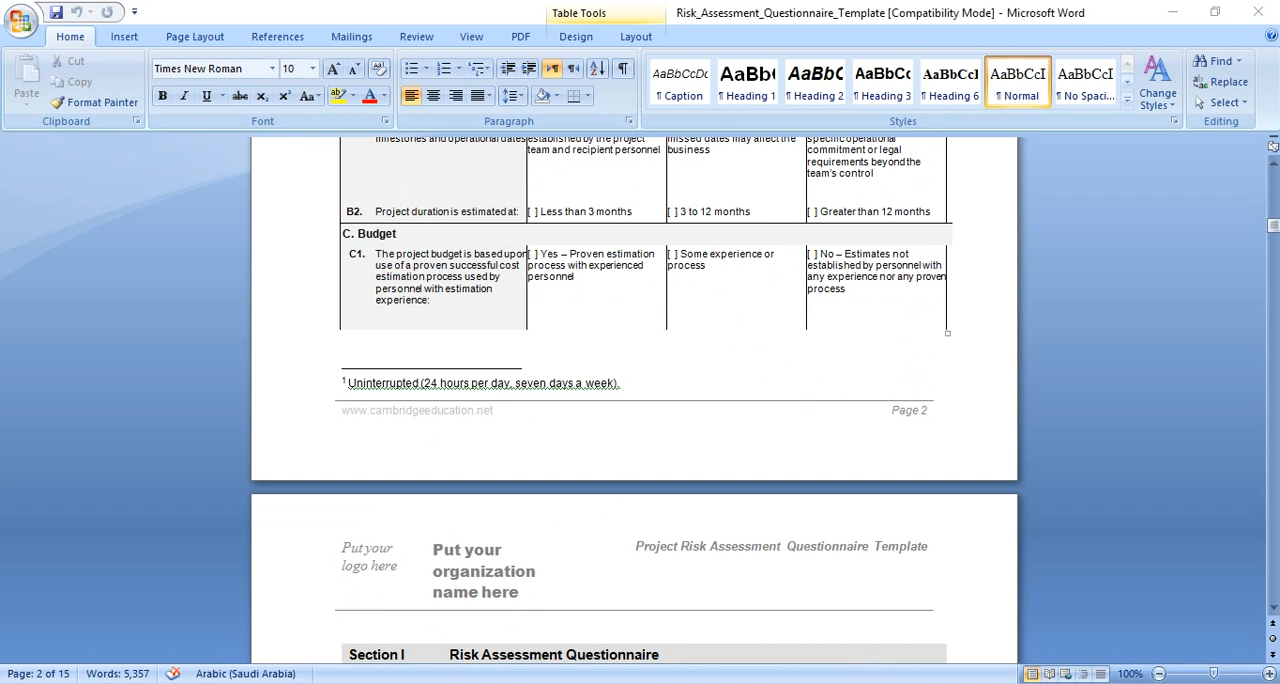 Table Tools
Risk_Assessment_Questionnaire_Template [Compatibility Mode] - Microsoft Word
Home Insert Page Layout References Mailings Review View PDF Design Layout
Paste
Cut
Copy
Format Painter
Clipboard
Times New Roman 10
Font
Paragraph
AaBbCcDc AaBb( AaBbC AaBbCc AaBbCcI AaBbCcI AaBbCcI
¶ Caption ¶ Heading 1 ¶ Heading 2 ¶ Heading 3 ¶ Heading 6 ¶ Normal ¶ No Spaci...
Change
Styles
Styles
Find
Replace
Select
Editing
milestones and operational dates
established by the project
team and recipient personnel
missed dates may affect the
business
specific operational
commitment or legal
requirements beyond the
team's control
B2. Project duration is estimated at: [ ] Less than 3 months [ ] 3 to 12 months [ ] Greater than 12 months
C. Budget
C1. The project budget is based upon
use of a proven successful cost
estimation process used by
personnel with estimation
experience:
[ ] Yes – Proven estimation
process with experienced
personnel
[ ] Some experience or
process
[ ] No – Estimates not
established by personnel with
any experience nor any proven
process
1 Uninterrupted (24 hours per day, seven days a week).
www.cambridgeeducation.net Page 2
Put your
logo here
Put your
organization
name here
Project Risk Assessment Questionnaire Template
Section I Risk Assessment Questionnaire
Page: 2 of 15 Words: 5,357 Arabic (Saudi Arabia) 100%